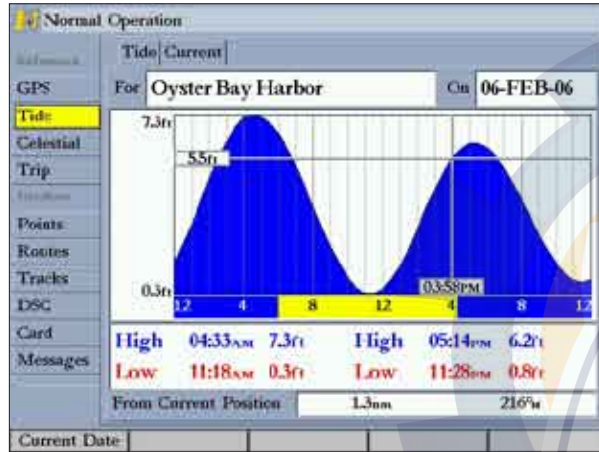 Normal Operation
Tide Current
GPS
For Oyster Bay Harbor On 06-FEB-06
Tide
7.3ft
Celestial
5.5ft
Trip
Points
Routes
Tracks
03:58PM
0.3ft
DSC
12 4 8 12 4 8 12
Card
High 04:33AM 7.3ft High 05:14PM 6.2ft
Messages
Low 11:18AM 0.3ft Low 11:28PM 0.8ft
From Current Position 1.3nm 216°M
Current Date